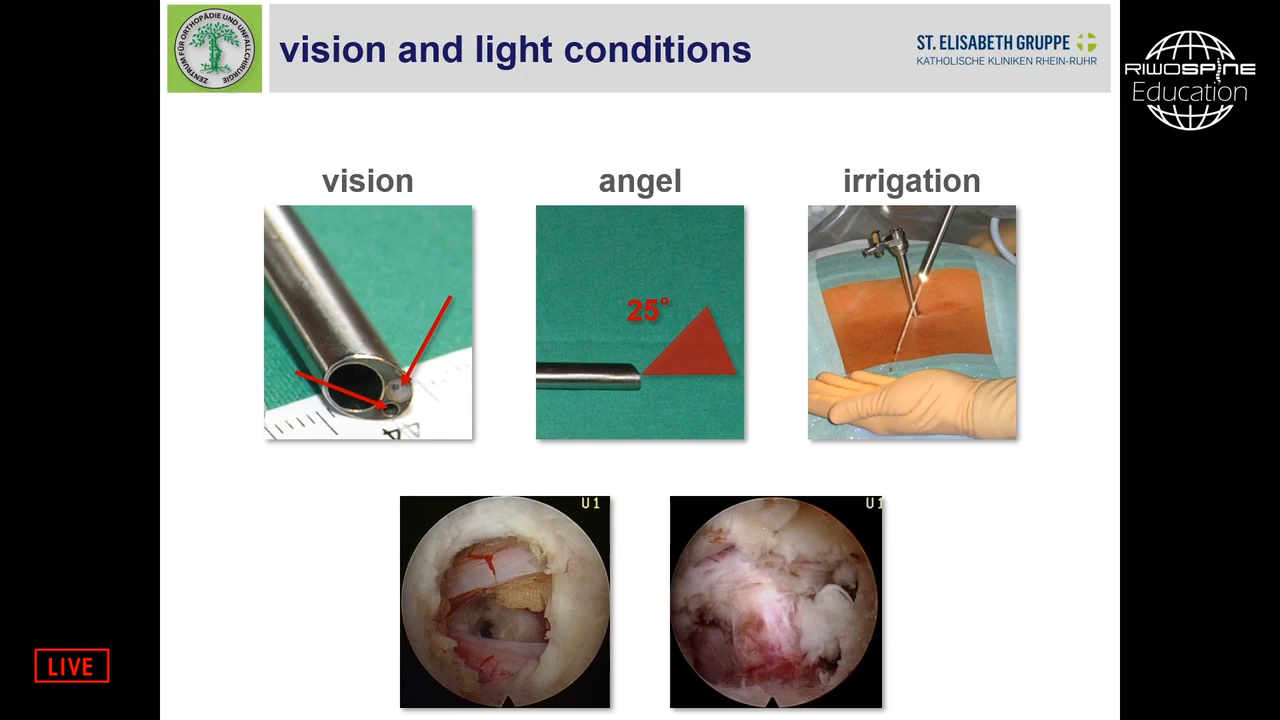 ZENTRUM FÜR ORTHOPÄDIE UND UNFALLCHIRURGIE
vision and light conditions
ST. ELISABETH GRUPPE
KATHOLISCHE KLINIKEN RHEIN-RUHR
RIWOSPINE
Education
vision
angel
irrigation
25°
4
U1
U1
LIVE